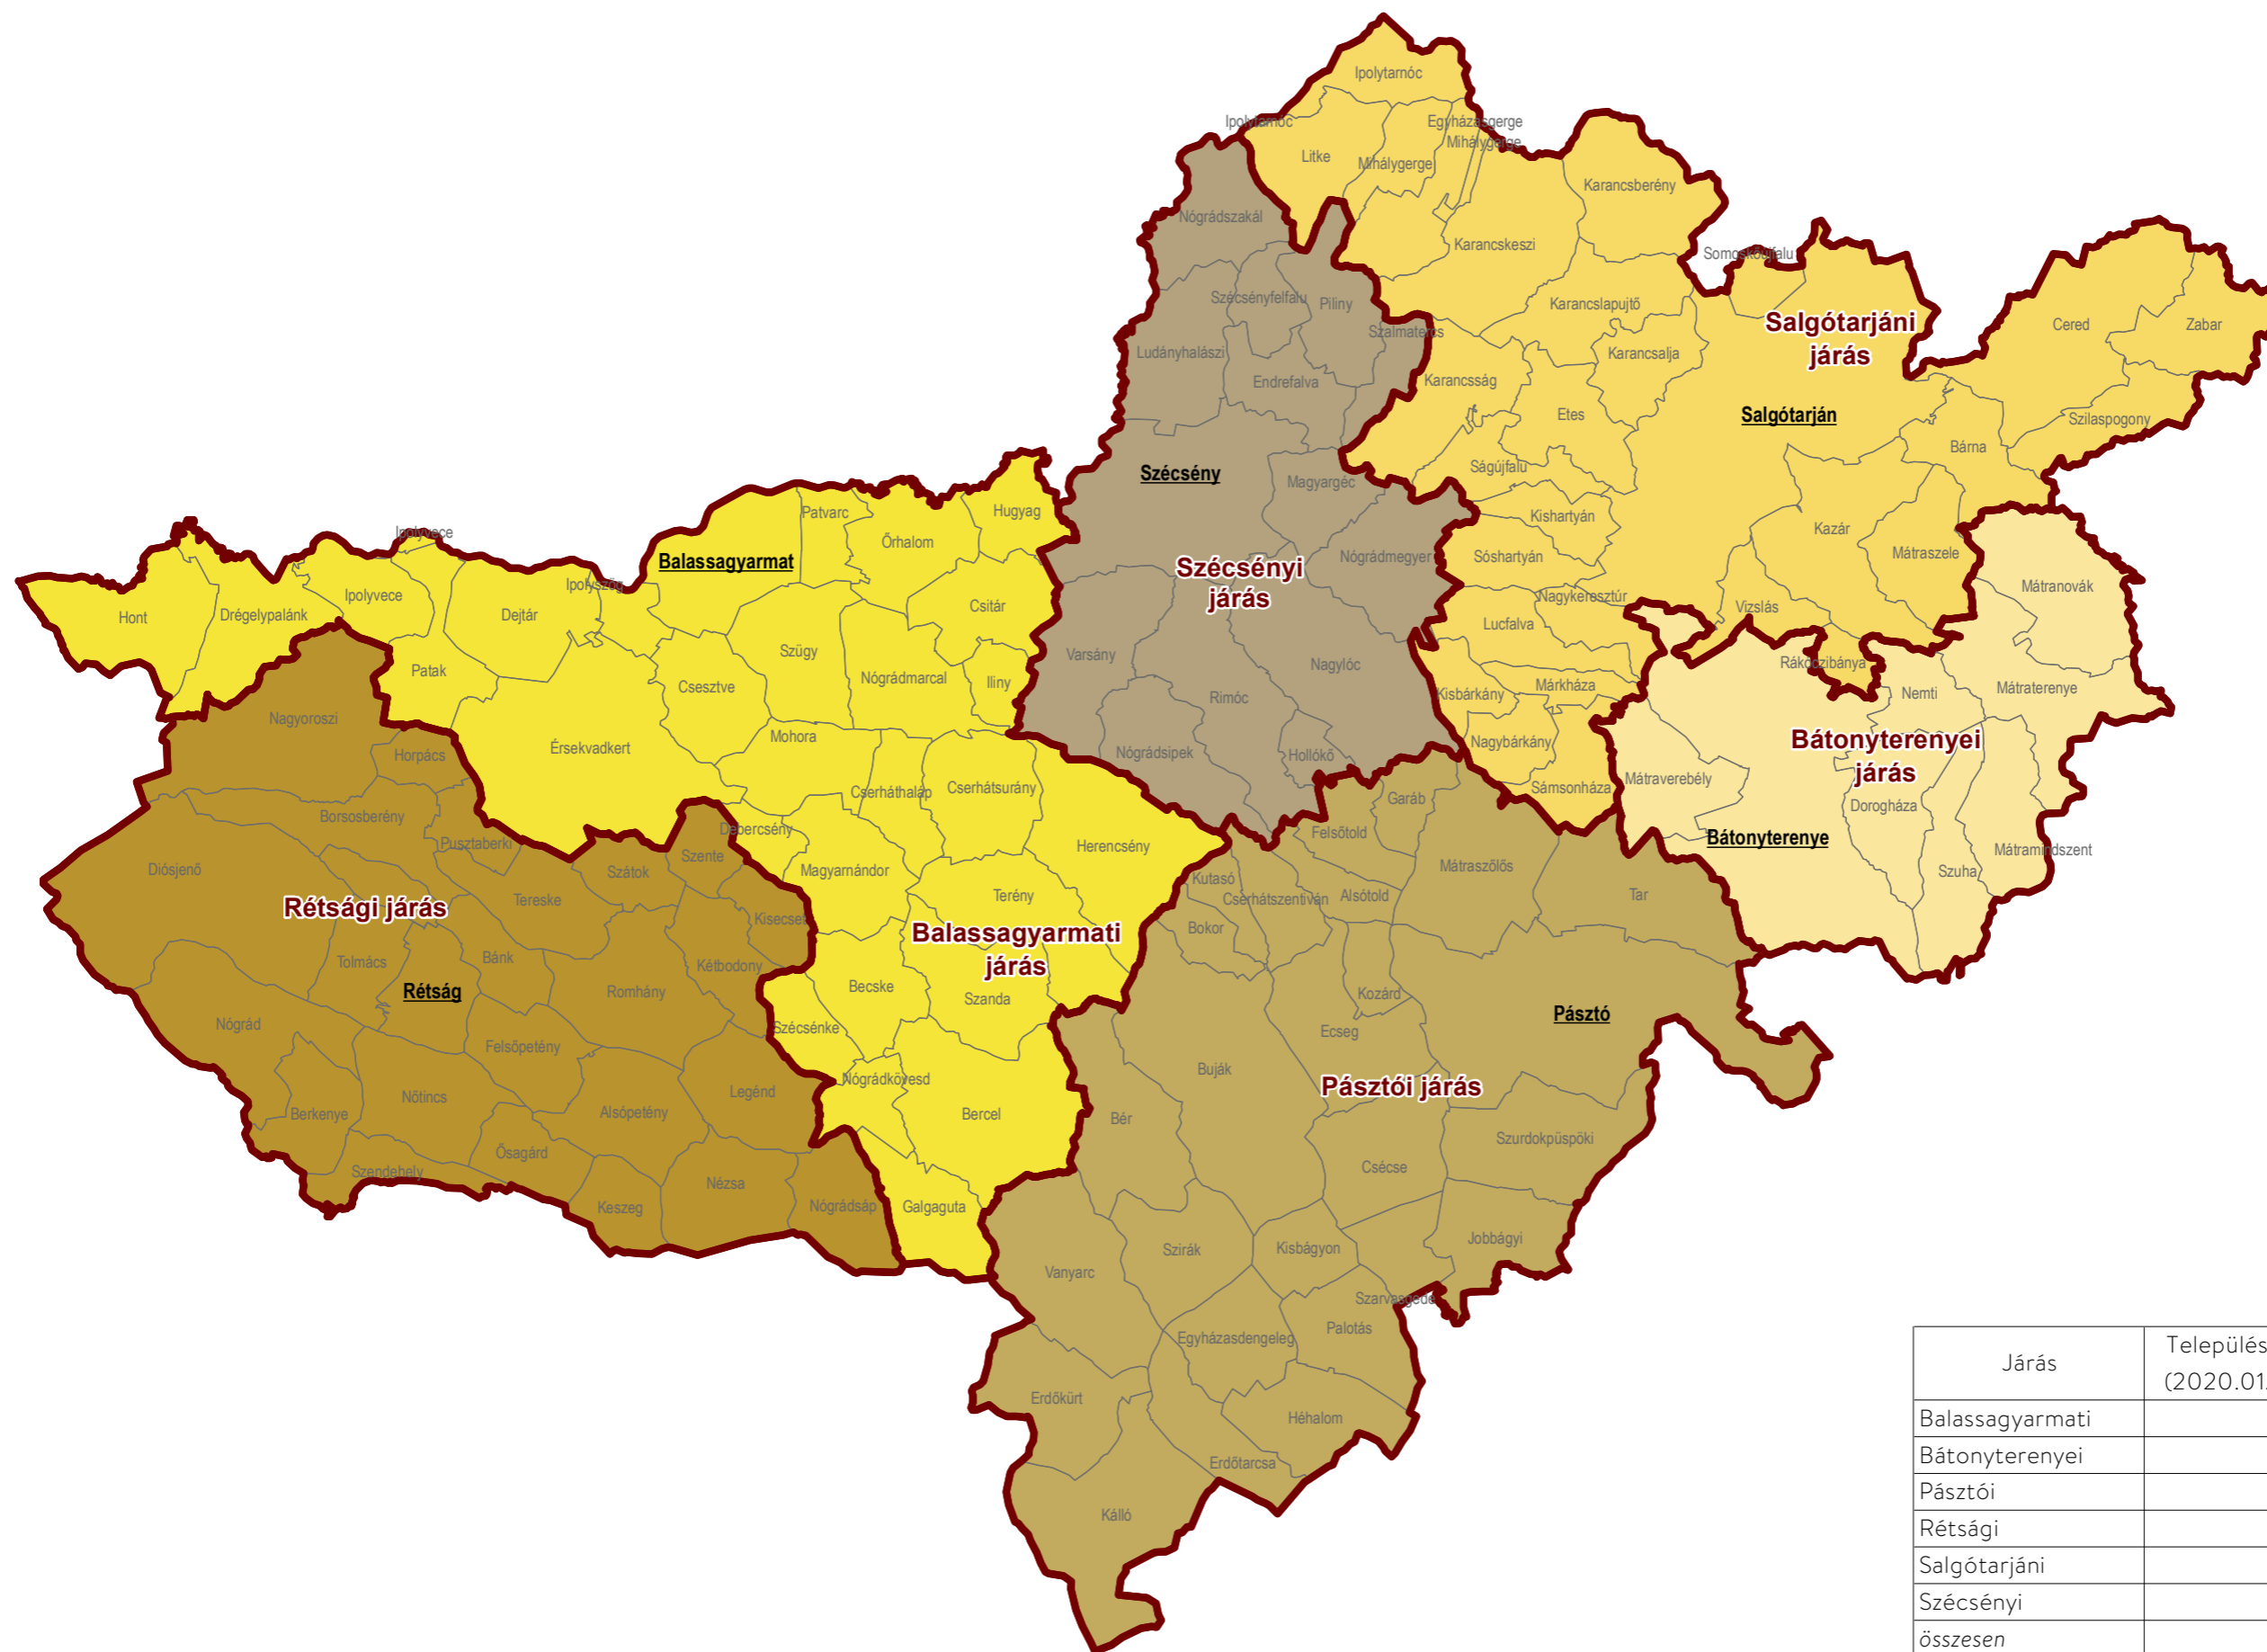 Ipolytarnóc
Ipolytarnóc
Egyházasgerge
Mihálygerge
Litke
Mihálygerge
Karancsberény
Nógrádszakál
Karancskeszi
Somoskőújfalu
Szécsényfelfalu
Piliny
Karancslapujtő
Salgótarjáni
járás
Cered
Zabar
Szalmatercs
Ludányhalászi
Karancsalja
Endrefalva
Karancsság
Etes
Salgótarján
Szilaspogony
Bárna
Szécsény
Ságújfalu
Magyargéc
Hugyag
Patvarc
Kishartyán
Kazár
Ipolyvece
Őrhalom
Balassagyarmat
Sóshartyán
Nógrádmegyer
Mátraszele
Szécsényi
járás
Mátranovák
Ipolyszög
Ipolyvece
Nagykeresztúr
Csitár
Hont
Drégelypalánk
Dejtár
Vizslás
Lucfalva
Szügy
Varsány
Nagylóc
Rákóczibánya
Patak
Nógrádmarcal
Iliny
Csesztve
Márkháza
Kisbárkány
Nemti
Mátraterenye
Rimóc
Nagyoroszi
Mohora
Érsekvadkert
Nagybárkány
Bátonyterenyei
járás
Horpács
Nógrádsipek
Hollókő
Mátraverebély
Cserhátsurány
Cserháthaláp
Sámsonháza
Garáb
Dorogháza
Borsosberény
Debercsény
Felsőtold
Bátonyterenye
Pusztaberki
Herencsény
Mátramindszent
Szente
Diósjenő
Magyarnándor
Mátraszőlős
Szuha
Szátok
Kutasó
Terény
Cserhátszentiván
Alsótold
Tar
Tereske
Rétsági járás
Kisecset
Bokor
Balassagyarmati
járás
Bánk
Tolmács
Kétbodony
Rétság
Romhány
Becske
Szanda
Kozárd
Pásztó
Nógrád
Szécsénke
Ecseg
Felsőpetény
Buják
Nőtincs
Nógrádkövesd
Pásztói járás
Legénd
Berkenye
Alsópetény
Bercel
Bér
Szurdokpüspöki
Ősagárd
Szendehely
Csécse
Nézsa
Keszeg
Nógrádsáp
Galgaguta
Jobbágyi
Szirák
Kisbágyon
Vanyarc
Szarvasgede
Egyházasdengeleg
Palotás
Erdőkürt
Héhalom
Erdőtarcsa
Kálló
Járás
Település
(2020.01.
Balassagyarmati
Bátonyterenyei
Pásztói
Rétsági
Salgótarjáni
Szécsényi
összesen